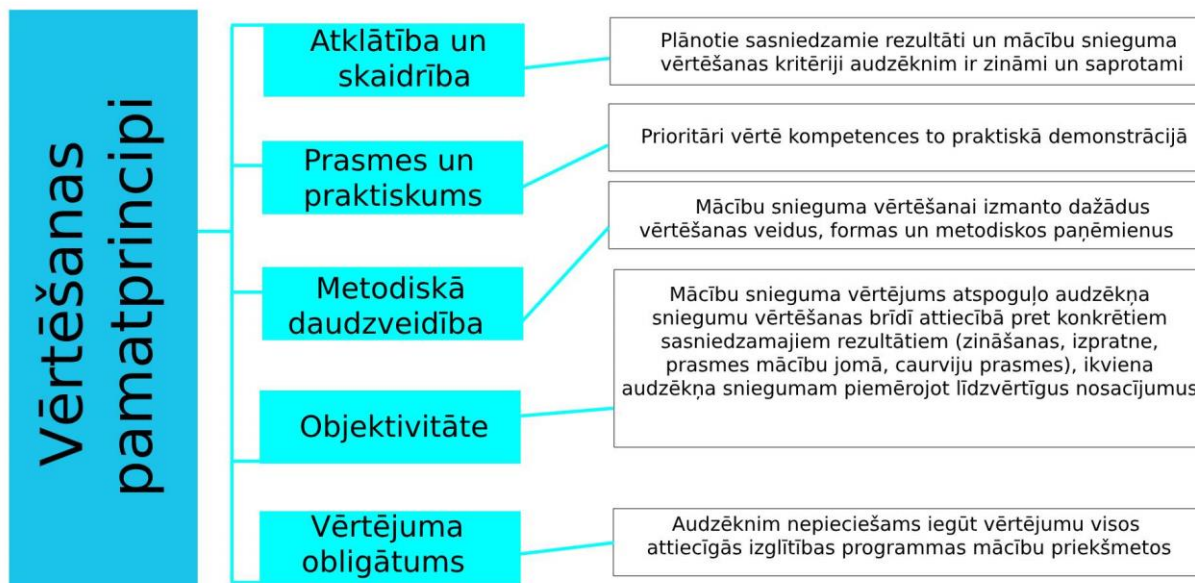 Vērtēšanas
pamatprincipi
Atklātība un
skaidrība
Plānotie sasniedzamie rezultāti un mācību snieguma
vērtēšanas kritēriji audzēknim ir zināmi un saprotami
Prasmes un
praktiskums
Prioritāri vērtē kompetences to praktiskā demonstrācijā
Metodiskā
daudzveidība
Mācību snieguma vērtēšanai izmanto dažādus
vērtēšanas veidus, formas un metodiskos paņēmienus
Objektivitāte
Mācību snieguma vērtējums atspoguļo audzēkņa
sniegumu vērtēšanas brīdī attiecībā pret konkrētiem
sasniedzamajiem rezultātiem (zināšanas, izpratne,
prasmes mācību jomā, caurviju prasmes), ikviena
audzēkņa sniegumam piemērojot līdzvērtīgus nosacījumus
Vērtējuma
obligātums
Audzēknim nepieciešams iegūt vērtējumu visos
attiecīgās izglītības programmas mācību priekšmetos